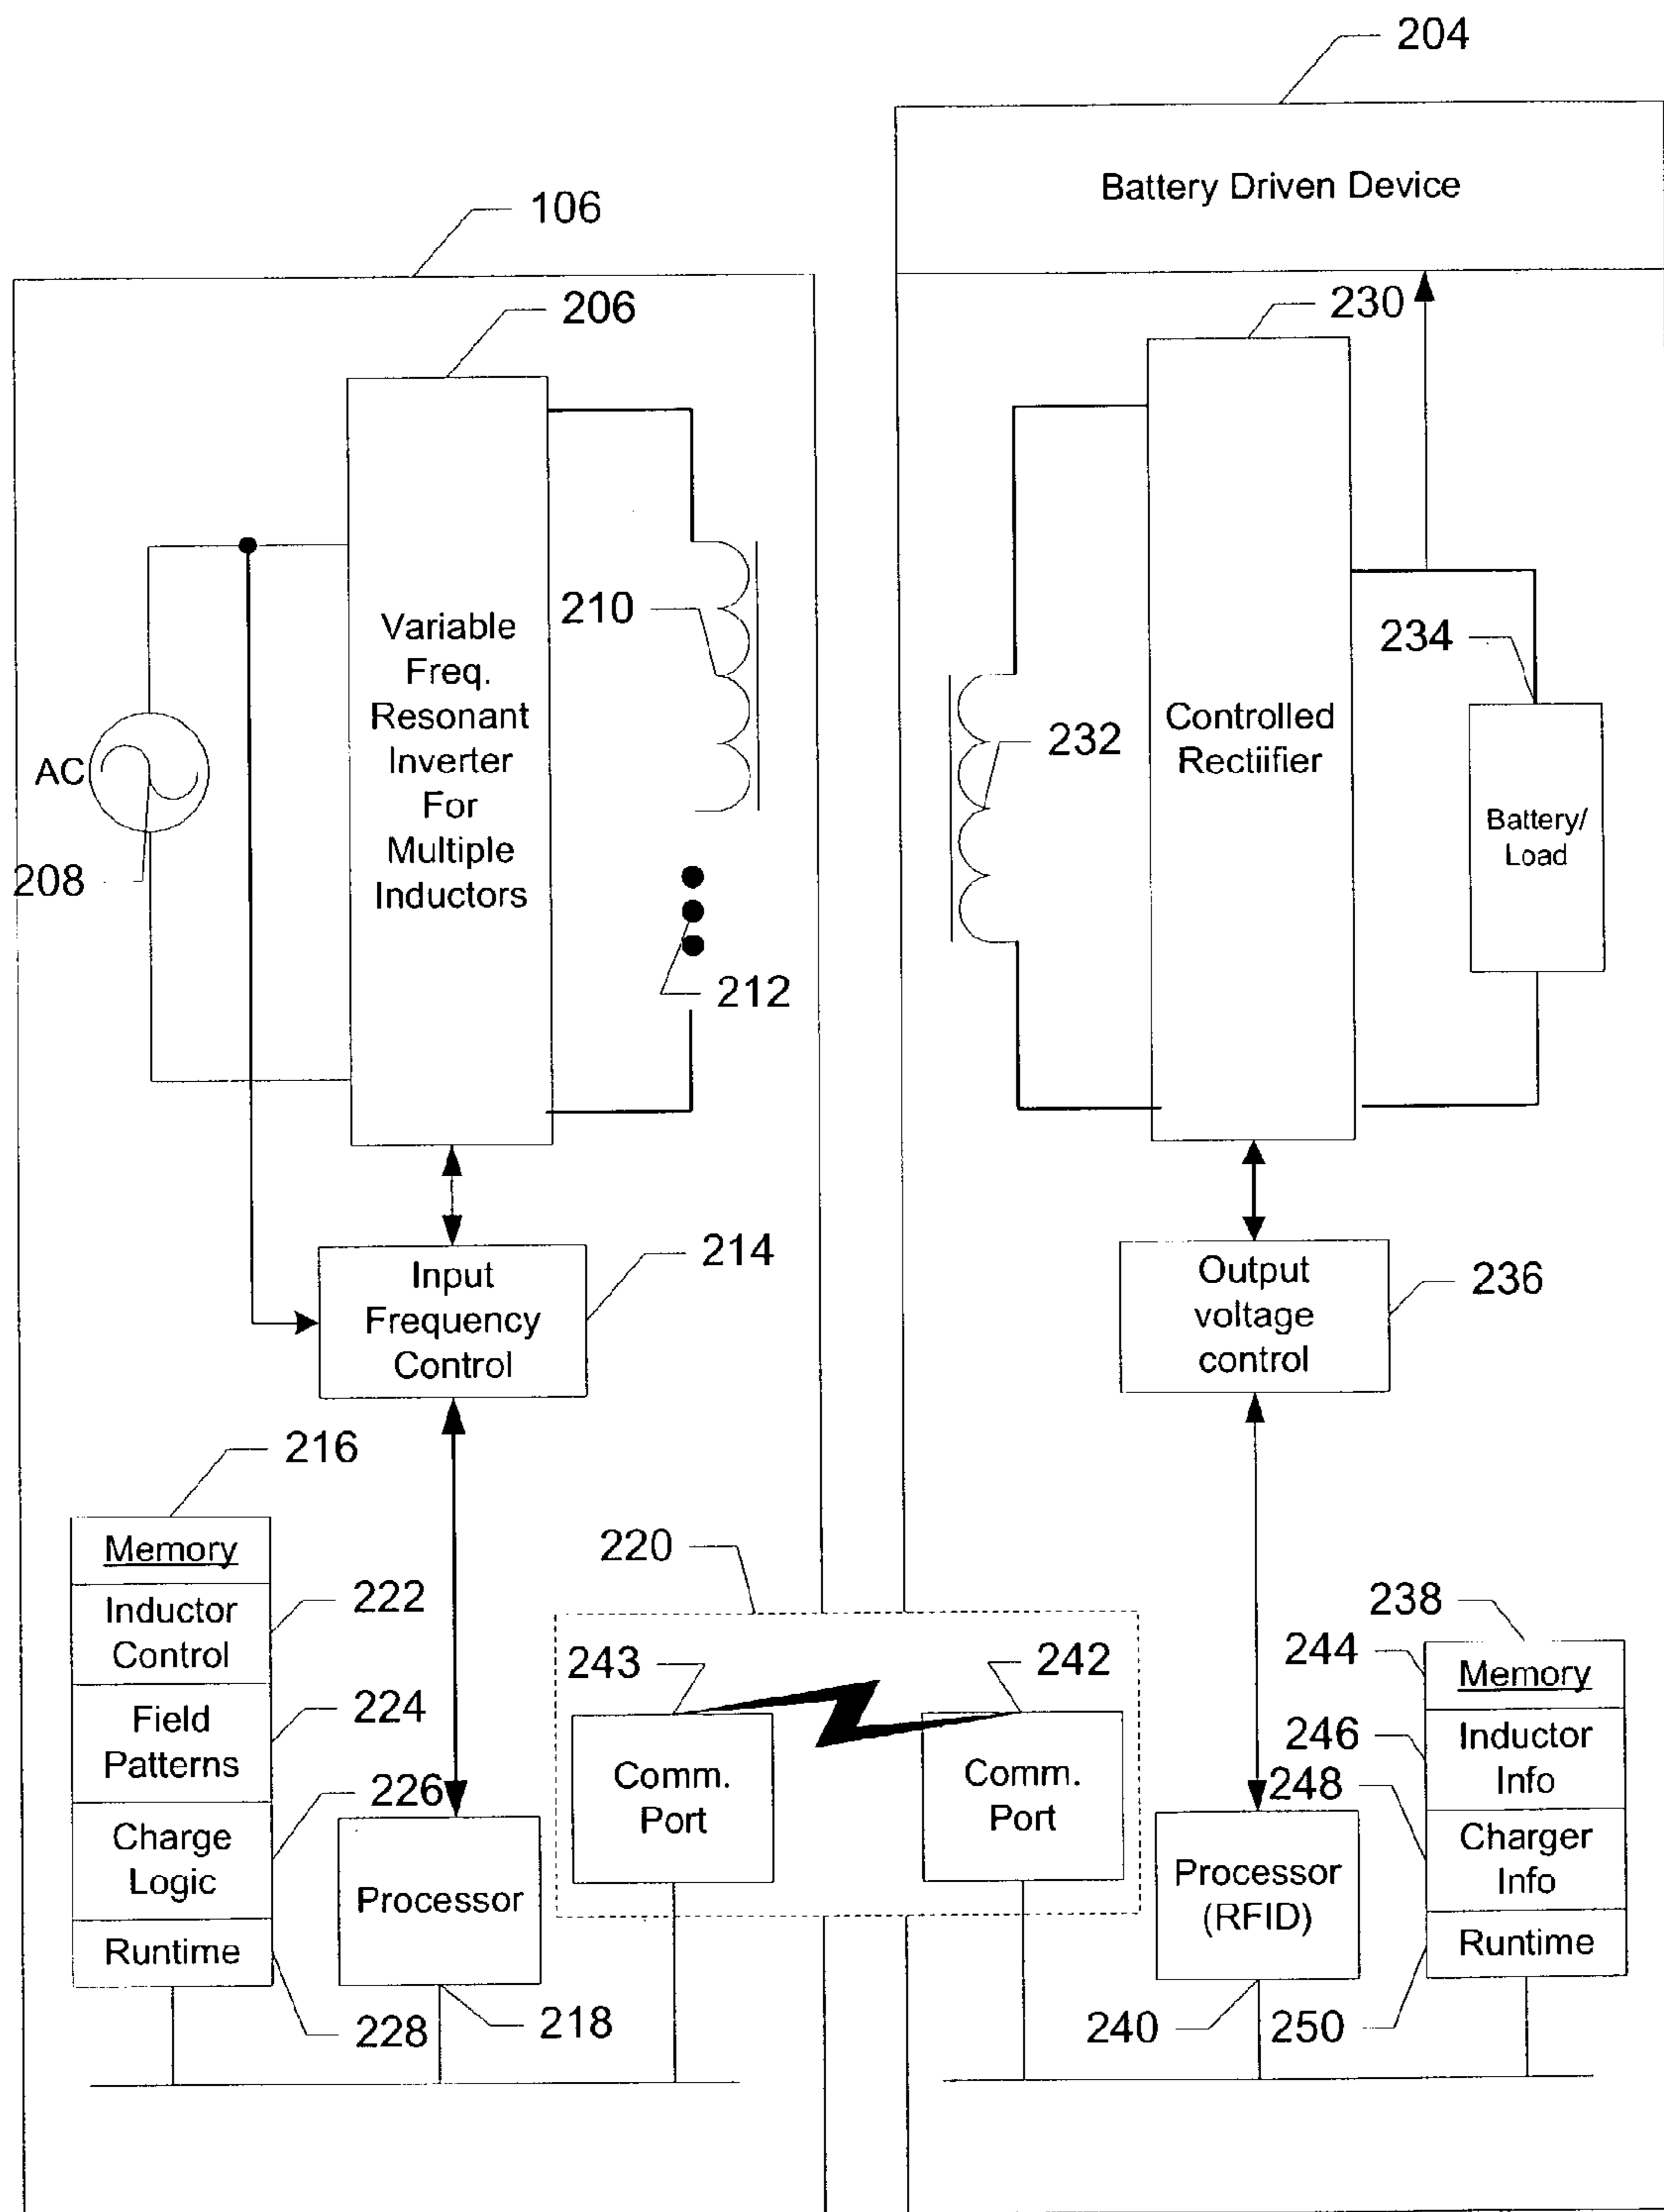 204
Battery Driven Device
106
206
230
Variable
Freq.
Resonant
Inverter
For
Multiple
Inductors
210
AC
208
212
232
Controlled
Rectiifier
234
Battery/
Load
Input
Frequency
Control
214
Output
voltage
control
236
216
Memory
Inductor
Control
222
Field
Patterns
224
Charge
Logic
226
Runtime
228
Processor
218
220
243
242
Comm.
Port
Comm.
Port
Processor
(RFID)
240
238
244
Memory
246
Inductor
Info
248
Charger
Info
250
Runtime